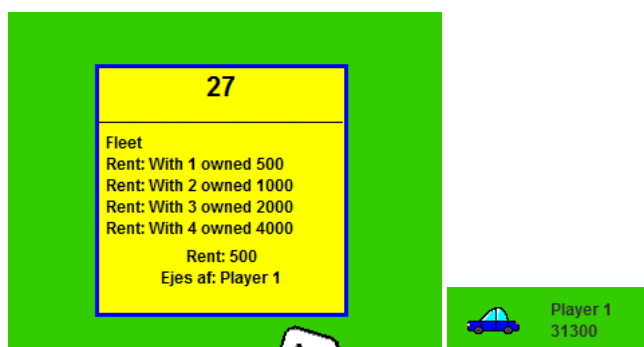 27
Fleet
Rent: With 1 owned 500
Rent: With 2 owned 1000
Rent: With 3 owned 2000
Rent: With 4 owned 4000
Rent: 500
Ejes af: Player 1
Player 1
31300